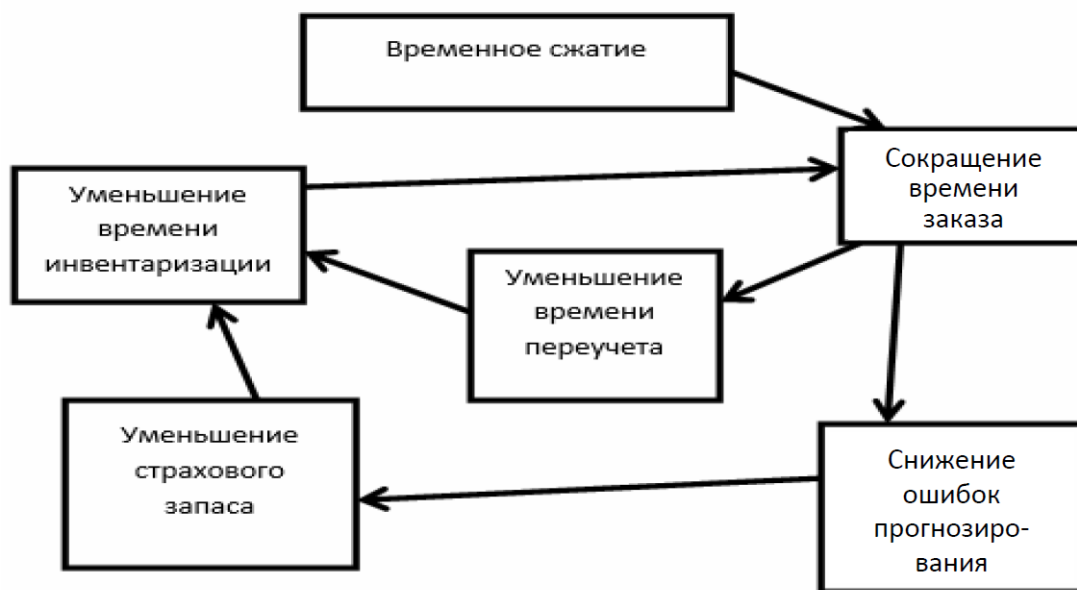 Временное сжатие
Сокращение
времени
заказа
Уменьшение
времени
инвентаризации
Уменьшение
времени
переучета
Уменьшение
страхового
запаса
Снижение
ошибок
прогнозиро-
вания